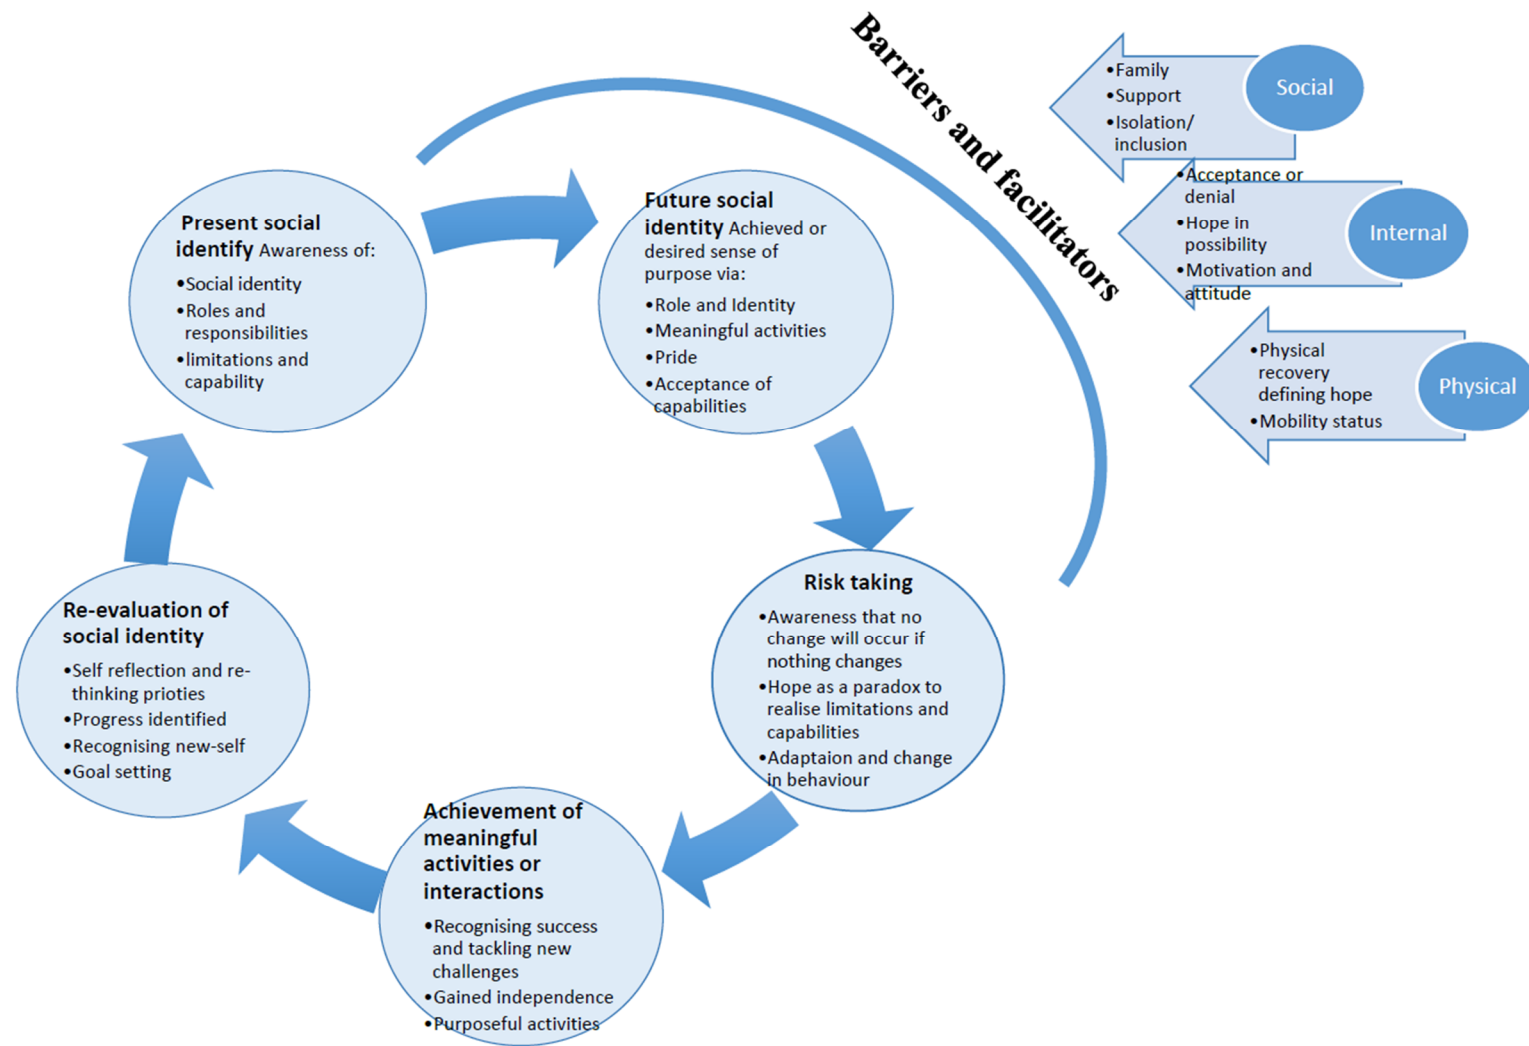 Barriers and facilitators
•Family
•Support
•Isolation/
inclusion
Social
•Acceptance or
denial
•Hope in
possibility
•Motivation and
attitude
Internal
•Physical
recovery
defining hope
•Mobility status
Physical
Present social
identify Awareness of:
•Social identity
•Roles and
responsibilities
•limitations and
capability
Future social
identity Achieved or
desired sense of
purpose via:
•Role and Identity
•Meaningful activities
•Pride
•Acceptance of
capabilities
Risk taking
•Awareness that no
change will occur if
nothing changes
•Hope as a paradox to
realise limitations and
capabilities
•Adaptaion and change
in behaviour
Achievement of
meaningful
activities or
interactions
•Recognising success
and tackling new
challenges
•Gained independence
•Purposeful activities
Re-evaluation of
social identity
•Self reflection and re-
thinking prioties
•Progress identified
•Recognising new-self
•Goal setting